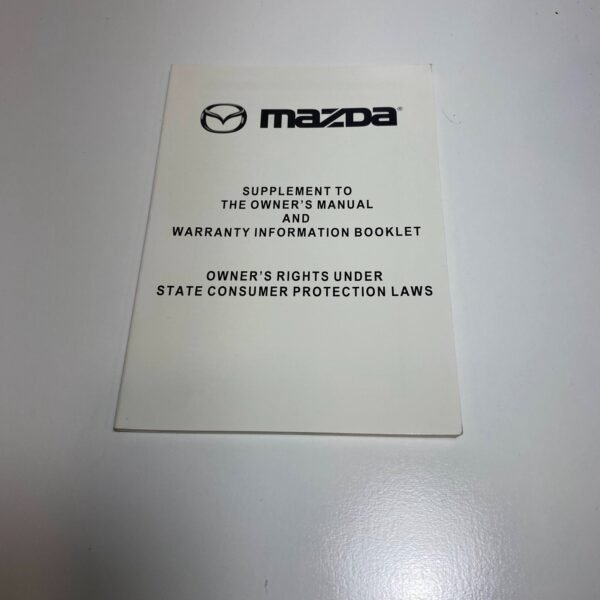 mazda®
SUPPLEMENT TO
THE OWNER'S MANUAL
AND
WARRANTY INFORMATION BOOKLET
OWNER'S RIGHTS UNDER
STATE CONSUMER PROTECTION LAWS